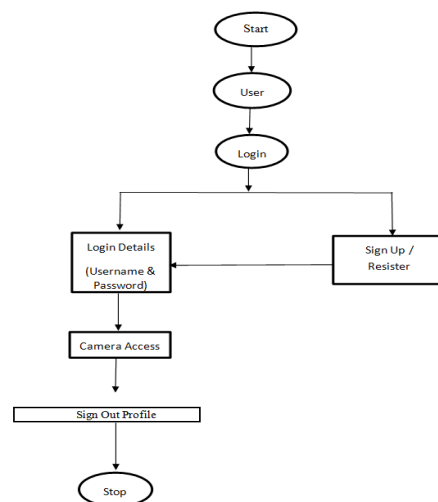 Start
User
Login
Login Details
(Username &
Password)
Sign Up /
Resister
Camera Access
Sign Out Profile
Stop